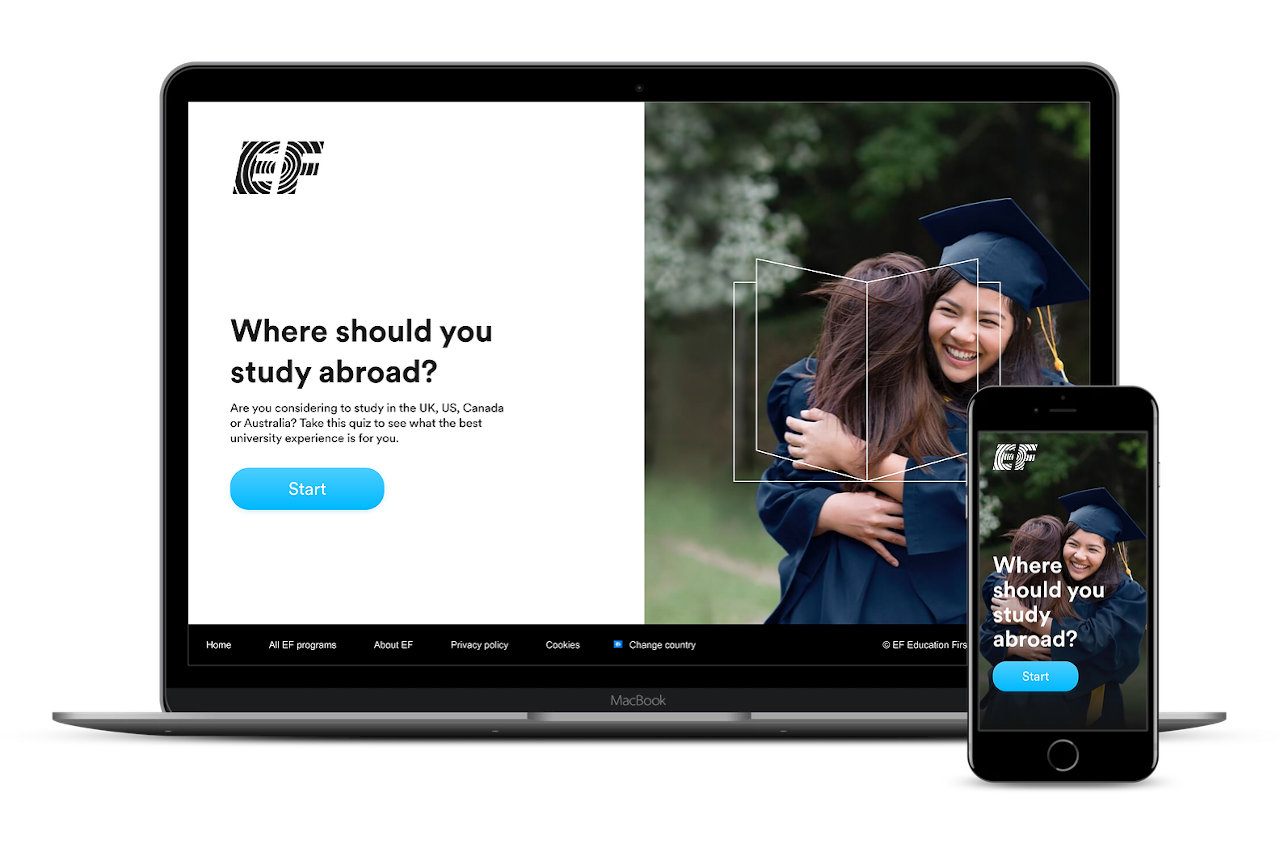 EF
Where should you
study abroad?
Are you considering to study in the UK, US, Canada
or Australia? Take this quiz to see what the best
university experience is for you.
Start
Home All EF programs About EF Privacy policy Cookies Change country © EF Education
MacBook
EF
Where
should you
study
abroad?
Start